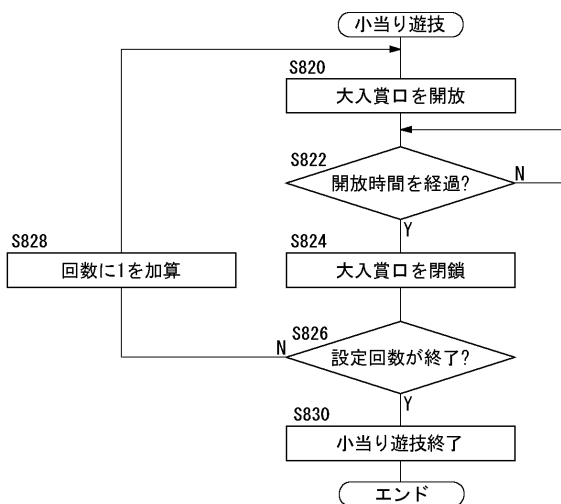 小当り遊技
S820
大入賞口を開放
S822
開放時間を経過?
N
Y
S824
大入賞口を閉鎖
S828
回数に1を加算
S826
設定回数が終了?
N
Y
S830
小当り遊技終了
エンド